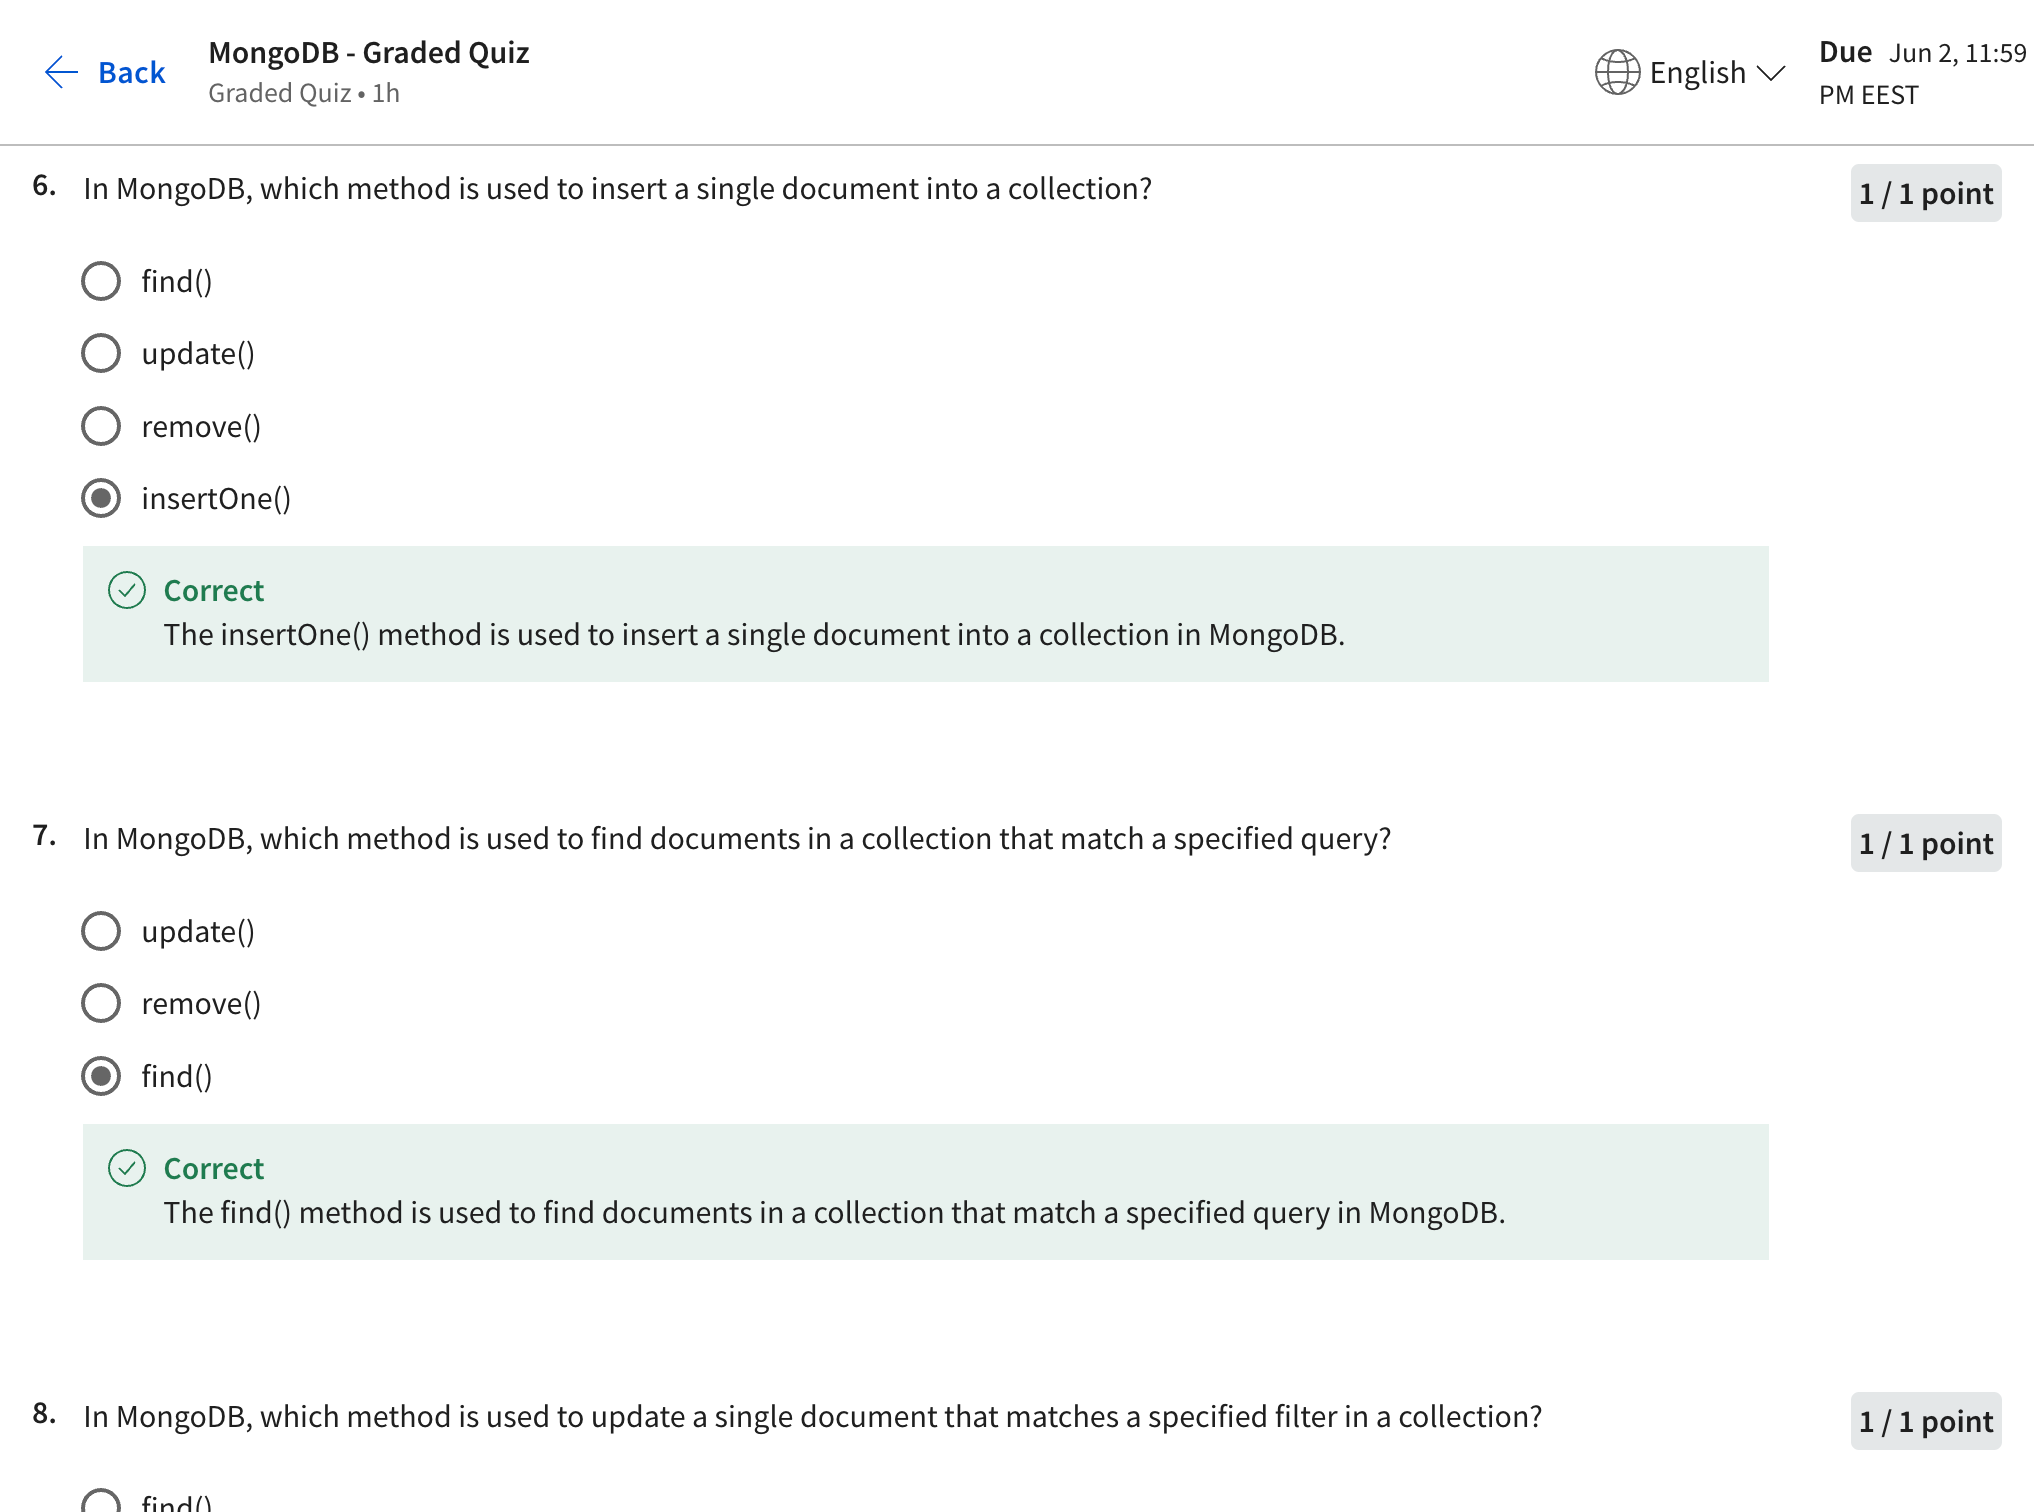 Back
MongoDB - Graded Quiz
Graded Quiz • 1h
English
Due Jun 2, 11:59
PM EEST
6. In MongoDB, which method is used to insert a single document into a collection?
1 / 1 point
find()
update()
remove()
insertOne()
Correct
The insertOne() method is used to insert a single document into a collection in MongoDB.
7. In MongoDB, which method is used to find documents in a collection that match a specified query?
1 / 1 point
update()
remove()
find()
Correct
The find() method is used to find documents in a collection that match a specified query in MongoDB.
8. In MongoDB, which method is used to update a single document that matches a specified filter in a collection?
1 / 1 point
find()